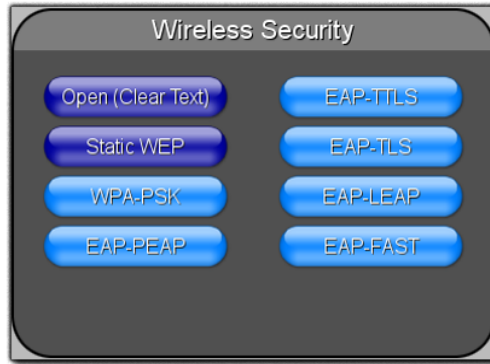 Wireless Security
Open (Clear Text)
Static WEP
WPA-PSK
EAP-PEAP
EAP-TTLS
EAP-TLS
EAP-LEAP
EAP-FAST